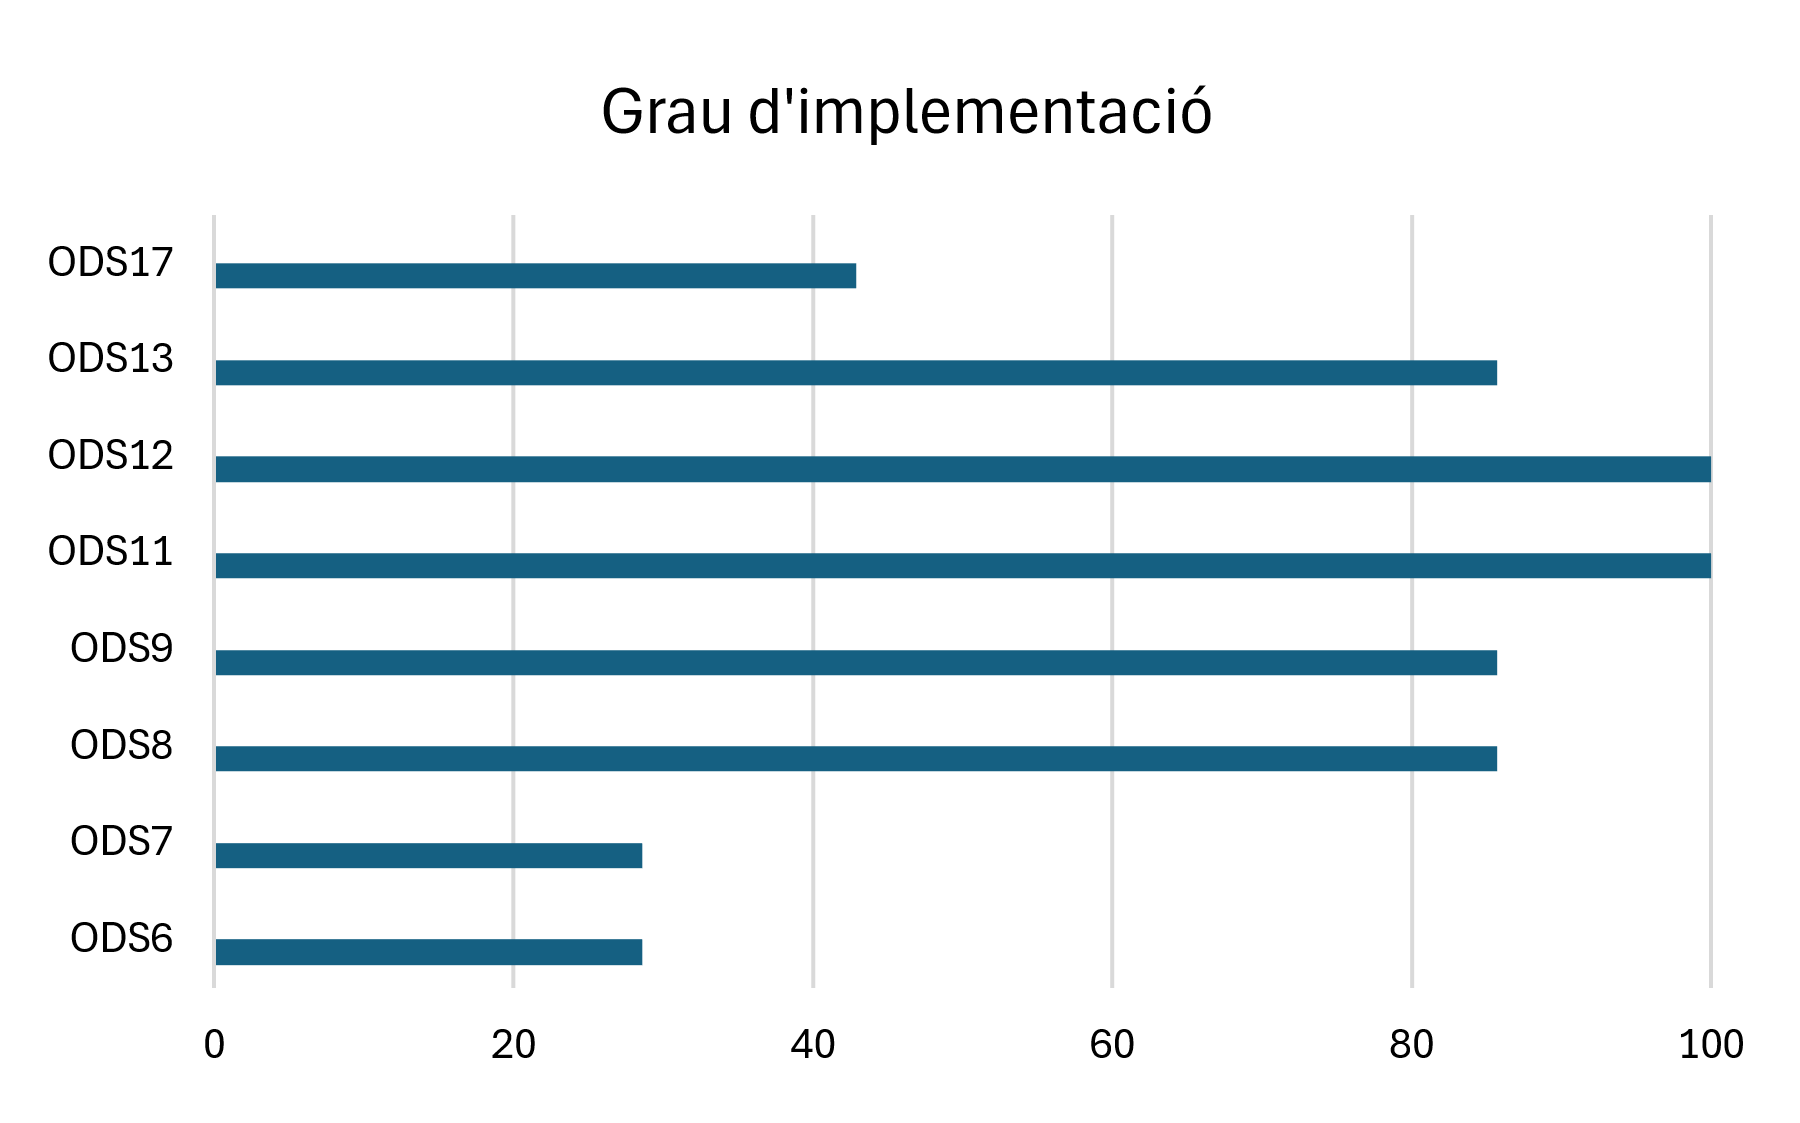 Grau d'implementació
ODS17
ODS13
ODS12
ODS11
ODS9
ODS8
ODS7
ODS6
0 20 40 60 80 100